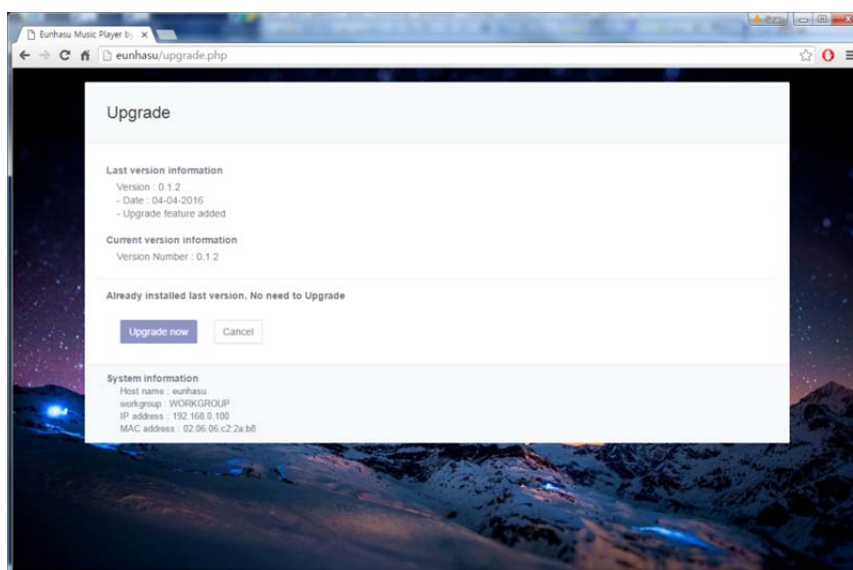 Eunhasu Music Player by
eunhasu/upgrade.php
Upgrade
Last version information
Version : 0.1.2
- Date : 04-04-2016
- Upgrade feature added
Current version information
Version Number : 0.1.2
Already installed last version. No need to Upgrade
Upgrade now
Cancel
System information
Host name : eunhasu
workgroup : WORKGROUP
IP address : 192.168.0.100
MAC address : 02:06:06:c2:2a:b8